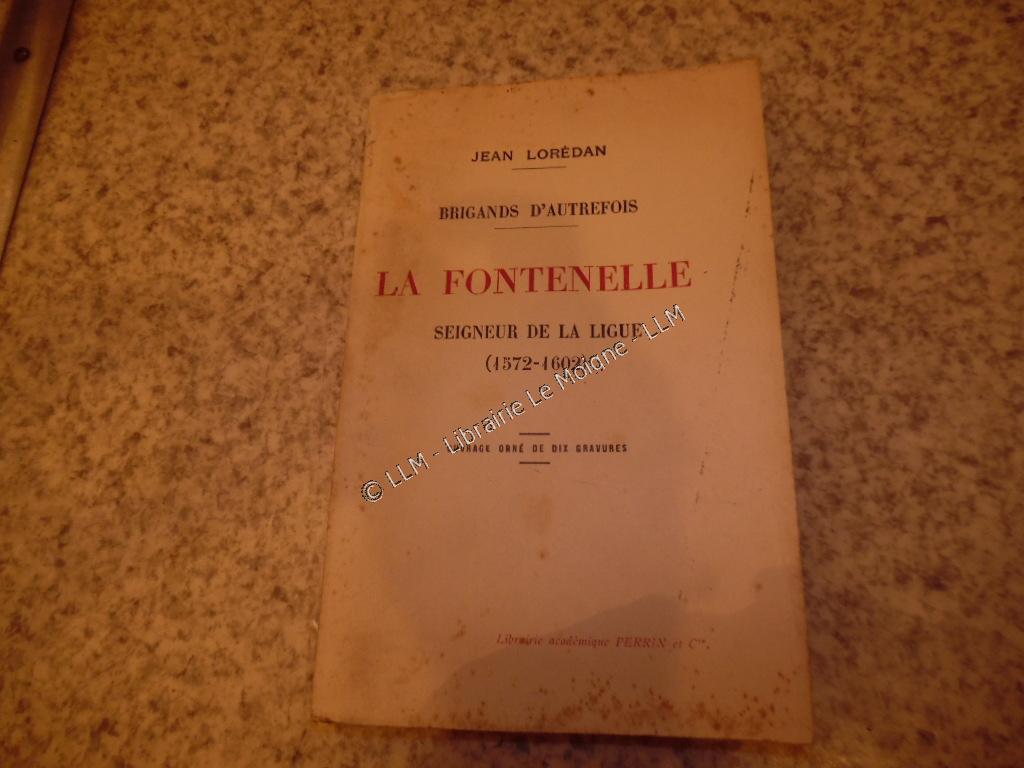 JEAN LORÉDAN
BRIGANDS D'AUTREFOIS
LA FONTENELLE
SEIGNEUR DE LA LIGUE
(1572-1602)
OUVRAGE ORNÉ DE DIX GRAVURES
© LLM - Librairie Le Moigne - LLM
Librairie académique PERRIN et Cie.